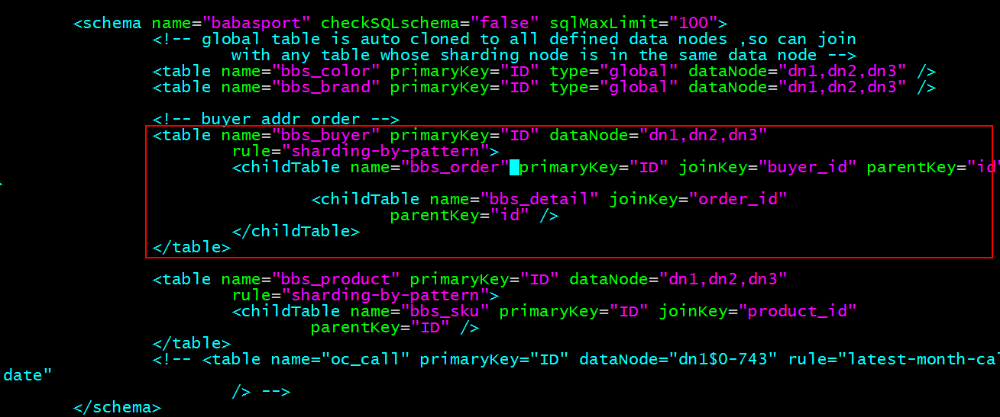 <schema name="babasport" checkSQLschema="false" sqlMaxLimit="100">
<!-- global table is auto cloned to all defined data nodes ,so can join
with any table whose sharding node is in the same data node -->
<table name="bbs_color" primaryKey="ID" type="global" dataNode="dn1,dn2,dn3" />
<table name="bbs_brand" primaryKey="ID" type="global" dataNode="dn1,dn2,dn3" />
<!-- buyer addr order -->
<table name="bbs_buyer" primaryKey="ID" dataNode="dn1,dn2,dn3"
rule="sharding-by-pattern">
<childTable name="bbs_order" primaryKey="ID" joinKey="buyer_id" parentKey="id"
>
<childTable name="bbs_detail" joinKey="order_id"
parentKey="id" />
</childTable>
</table>
<table name="bbs_product" primaryKey="ID" dataNode="dn1,dn2,dn3"
rule="sharding-by-pattern">
<childTable name="bbs_sku" primaryKey="ID" joinKey="product_id"
parentKey="ID" />
</table>
<!-- <table name="oc_call" primaryKey="ID" dataNode="dn1$0-743" rule="latest-month-cal
date"
/> -->
</schema>